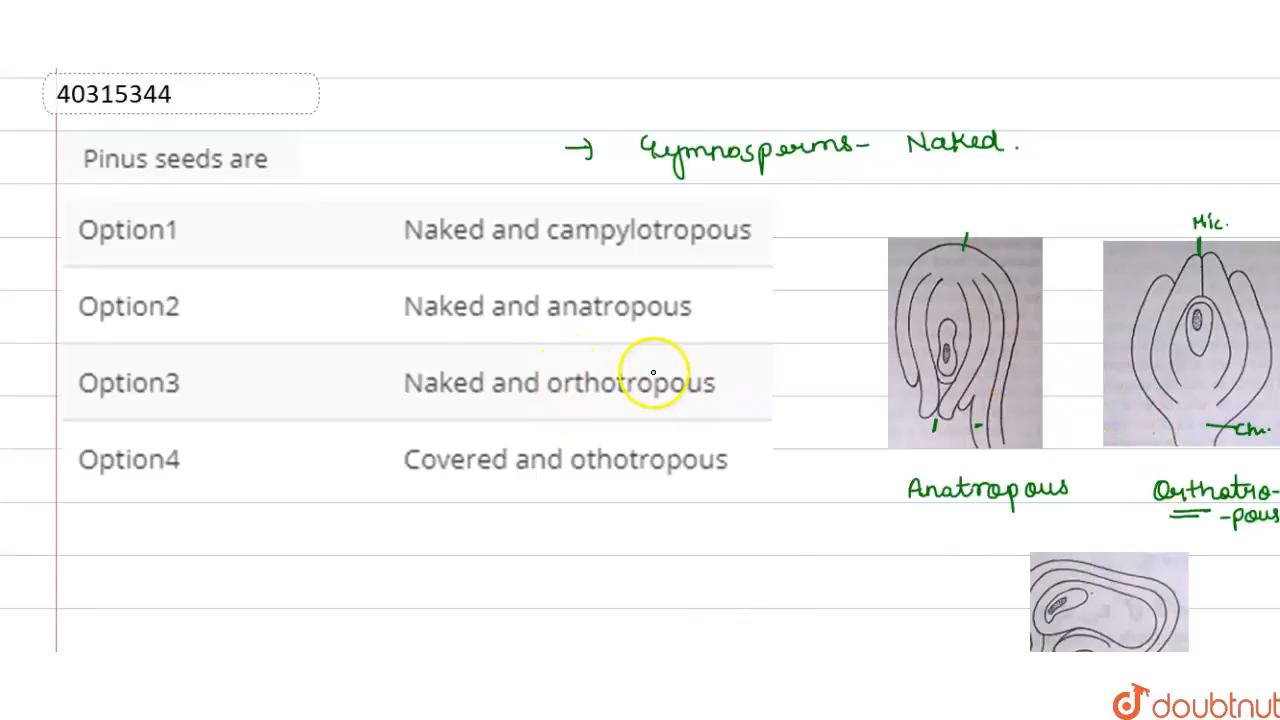 40315344
Pinus seeds are
→ Gymnosperms- Naked.
Option1 Naked and campylotropous
Option2 Naked and anatropous
Option3 Naked and orthotropous
Option4 Covered and othotropous
Mic.
Cha.
Anatropous
Orthotro-
-pous
doubtnut